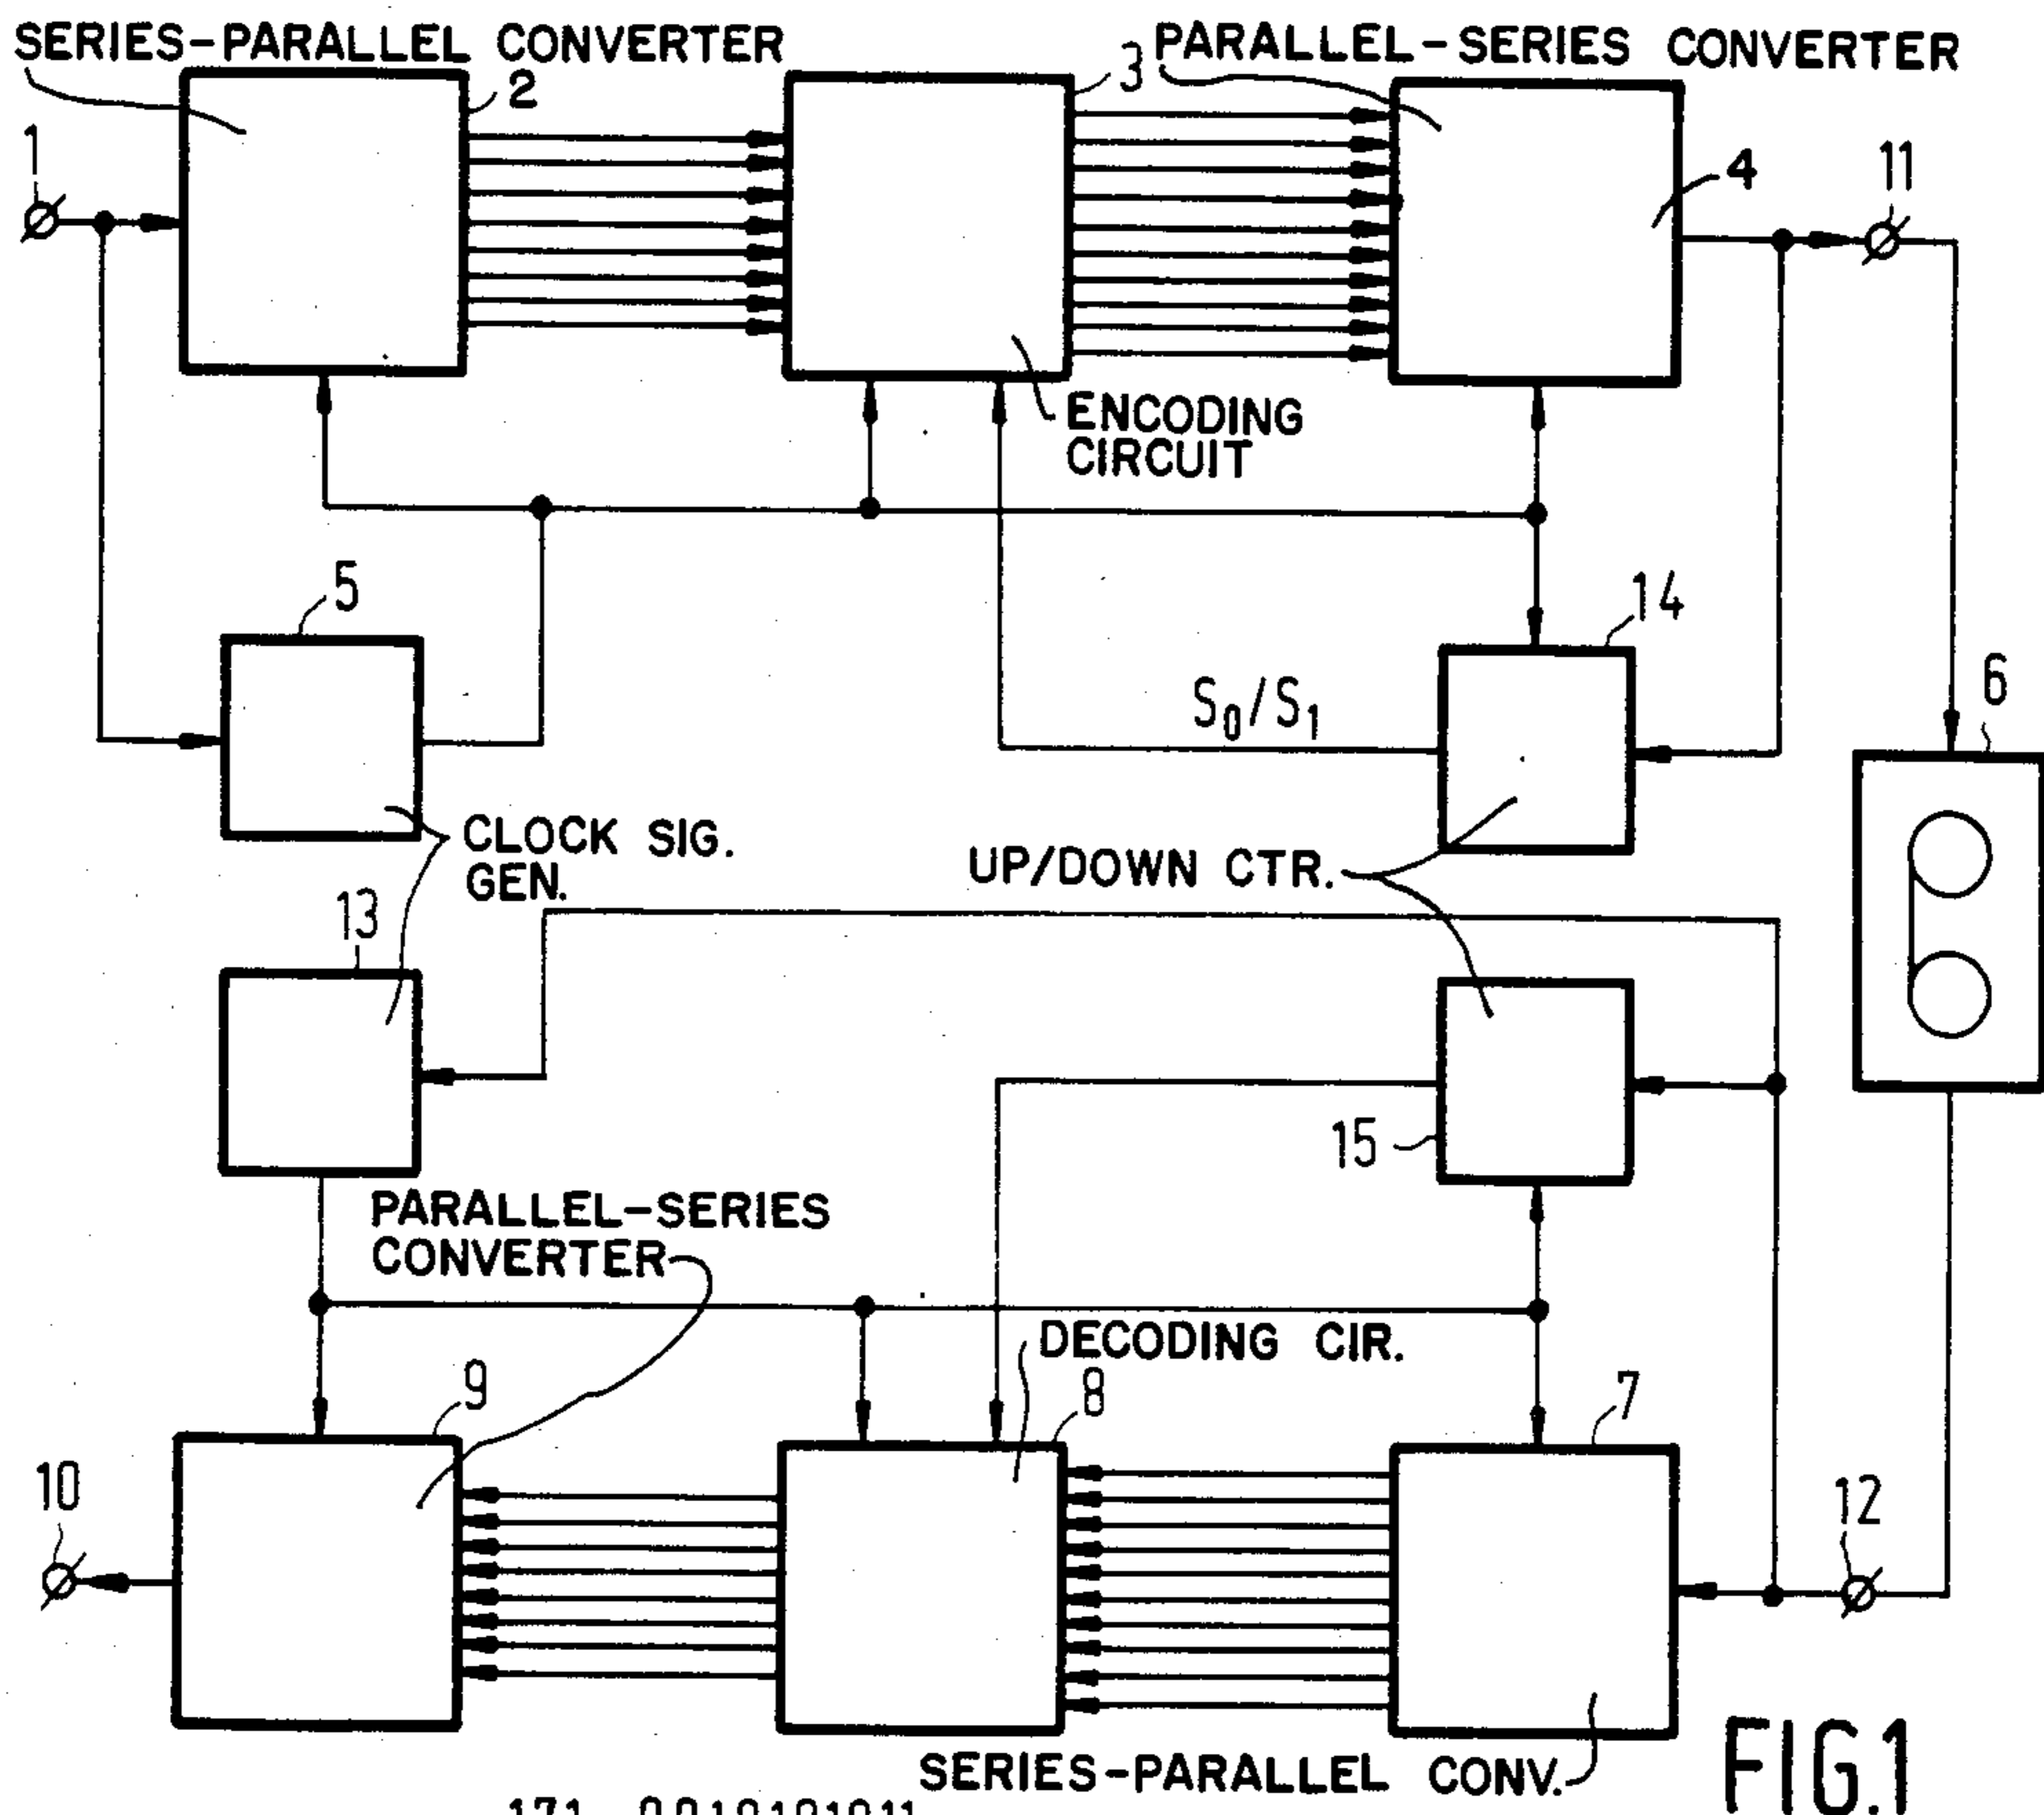 SERIES-PARALLEL CONVERTER
PARALLEL-SERIES CONVERTER
1
2
3
4
11
ENCODING
CIRCUIT
5
14
S0/S1
6
CLOCK SIG.
GEN.
UP/DOWN CTR.
13
15
PARALLEL-SERIES
CONVERTER
DECODING CIR.
9
8
7
10
12
SERIES-PARALLEL CONV.
FIG.1
171 0010101011